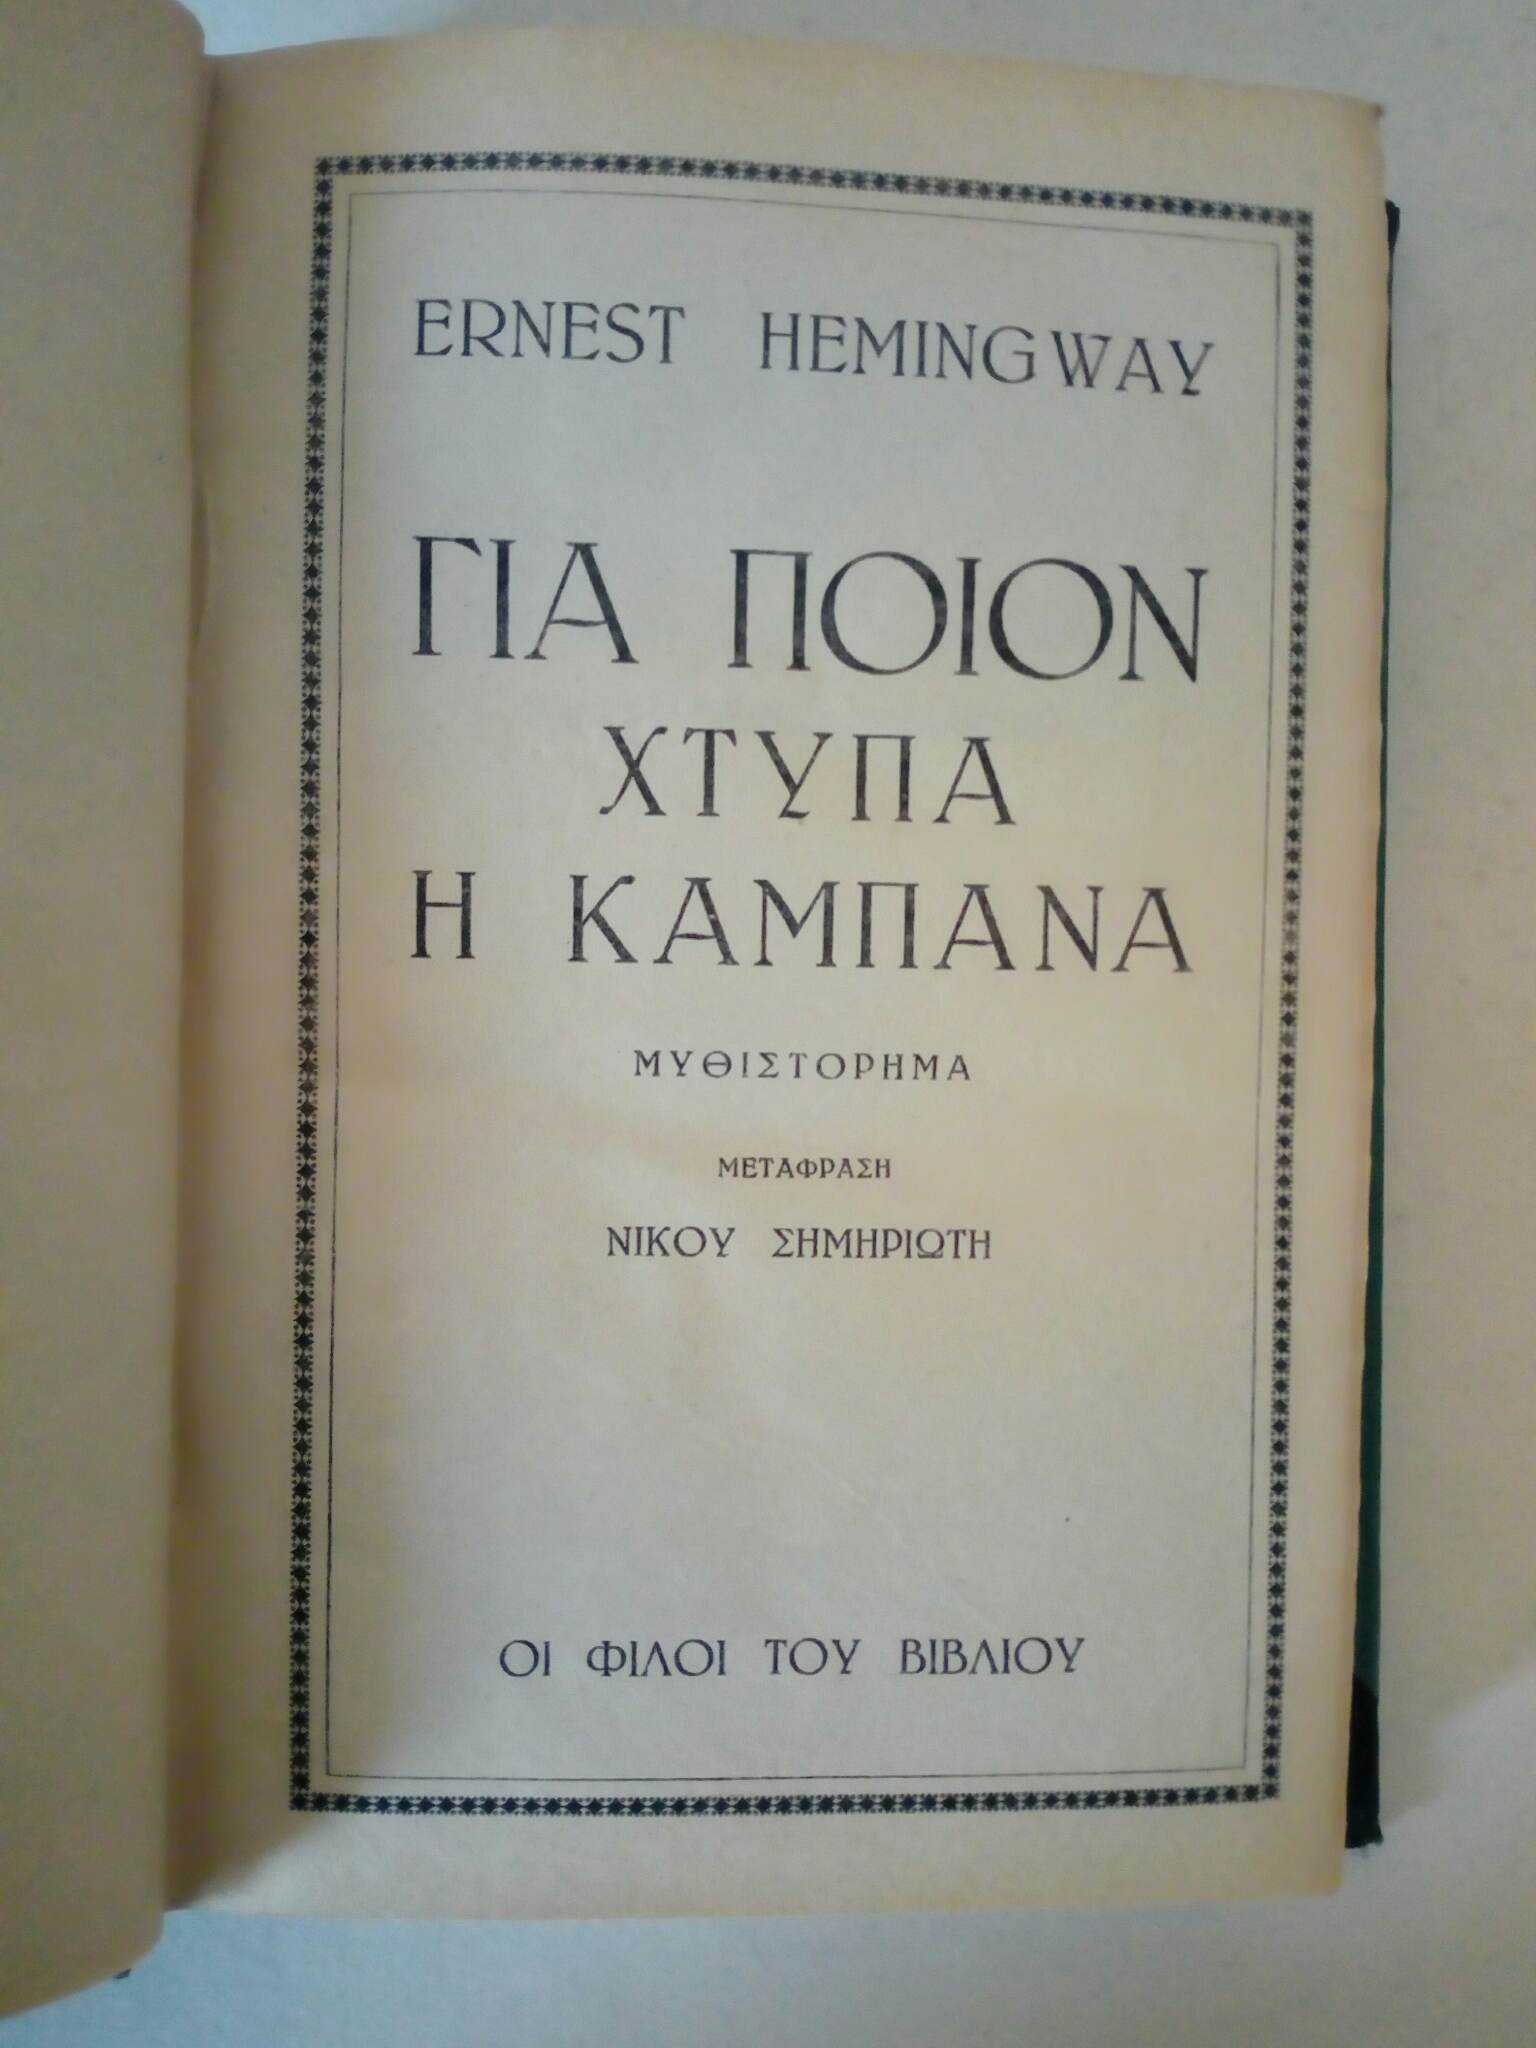 ERNEST HEMINGWAY
ΓΙΑ ΠΟΙΟΝ
ΧΤΥΠΑ
Η ΚΑΜΠΑΝΑ
ΜΥΘΙΣΤΟΡΗΜΑ
ΜΕΤΑΦΡΑΣΗ
ΝΙΚΟΥ ΣΗΜΗΡΙΩΤΗ
ΟΙ ΦΙΛΟΙ ΤΟΥ ΒΙΒΛΙΟΥ